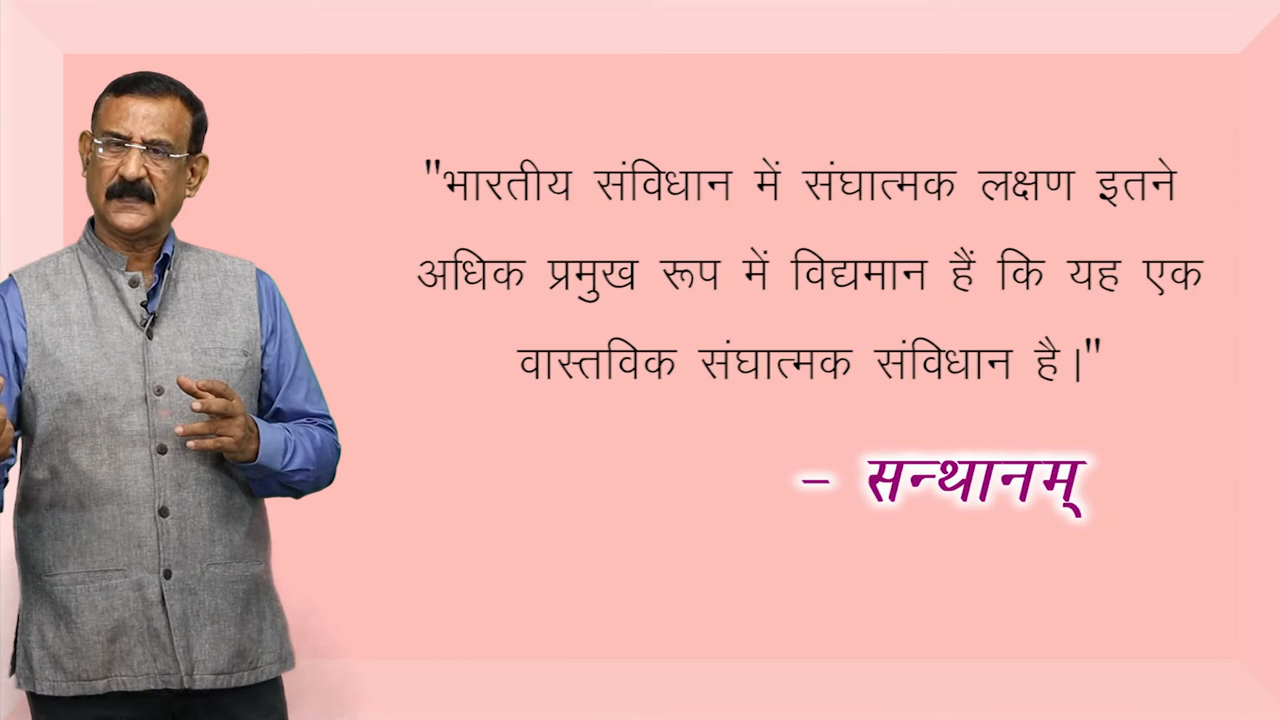 "भारतीय संविधान में संघात्मक लक्षण इतने
अधिक प्रमुख रूप में विद्यमान हैं कि यह एक
वास्तविक संघात्मक संविधान है।"
– सन्थानम्